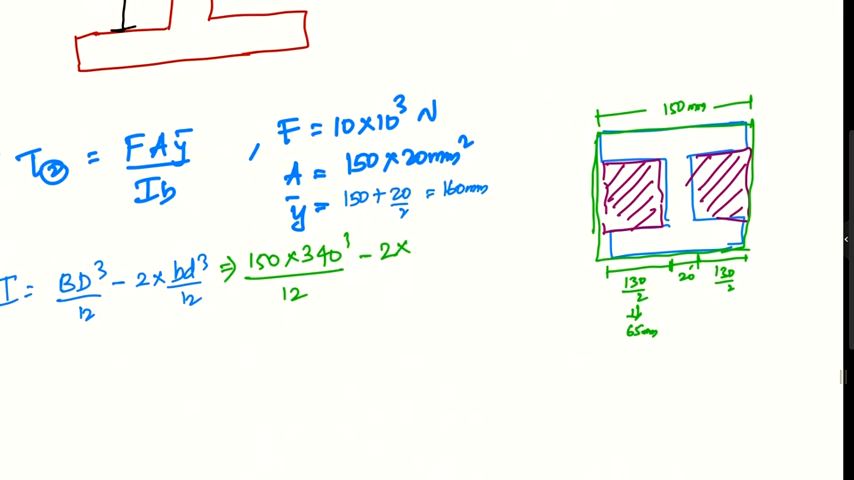 150mm
τ② = FAȳ / Ib , F = 10×10³ N
A = 150×20mm²
ȳ = 150 + 20/2 = 160mm
I = BD³/12 - 2×bd³/12 ⇒ 150×340³/12 - 2×
130/2 20 130/2
65mm